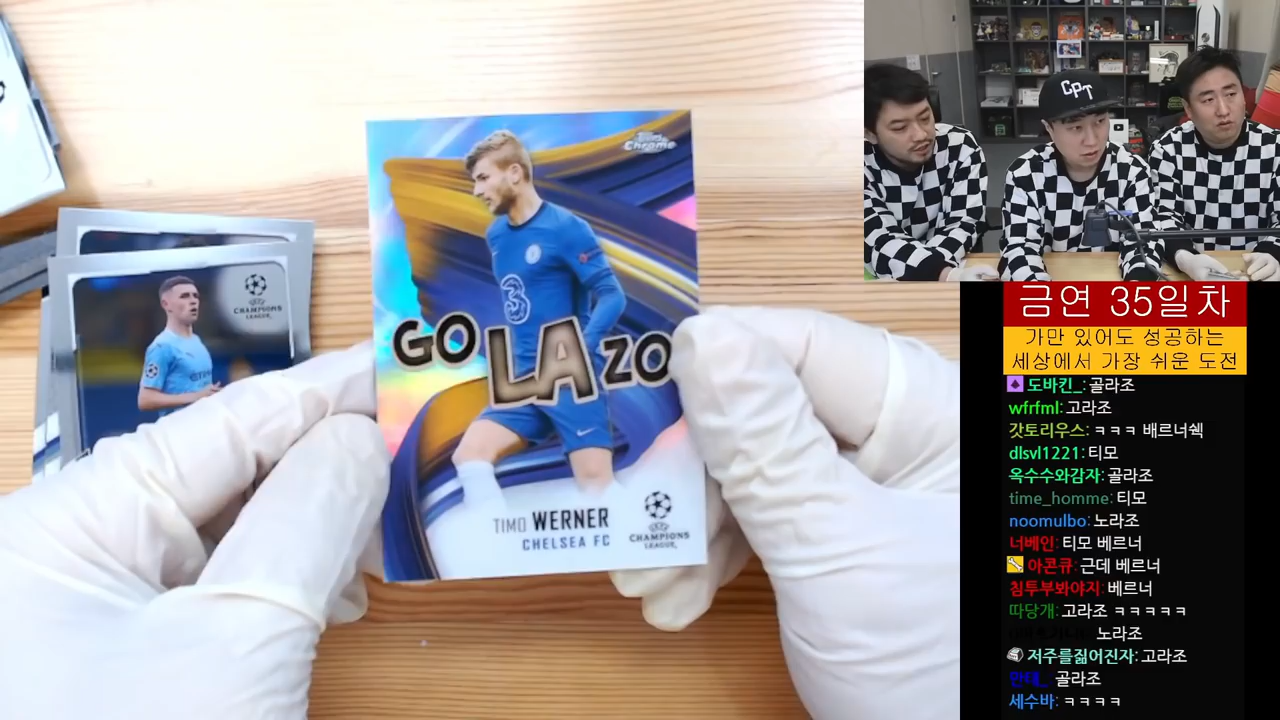 Topps
Chrome
GO LA ZO
3
TIMO WERNER
CHELSEA FC
CHAMPIONS
LEAGUE
CHAMPIONS
LEAGUE
CPT
금연 35일차
가만 있어도 성공하는
세상에서 가장 쉬운 도전
도바킨_: 골라조
wfrfml: 고라조
갓토리우스: ㅋㅋㅋ 배르너쉑
dlsvl1221: 티모
옥수수와감자: 골라조
time_homme: 티모
noomulbo: 노라조
너베인: 티모 베르너
아콘큐: 근데 베르너
침투부봐야지: 베르너
따당개: 고라조 ㅋㅋㅋㅋㅋ
노라조
저주를짊어진자: 고라조
만태_: 골라조
세수바: ㅋㅋㅋㅋ